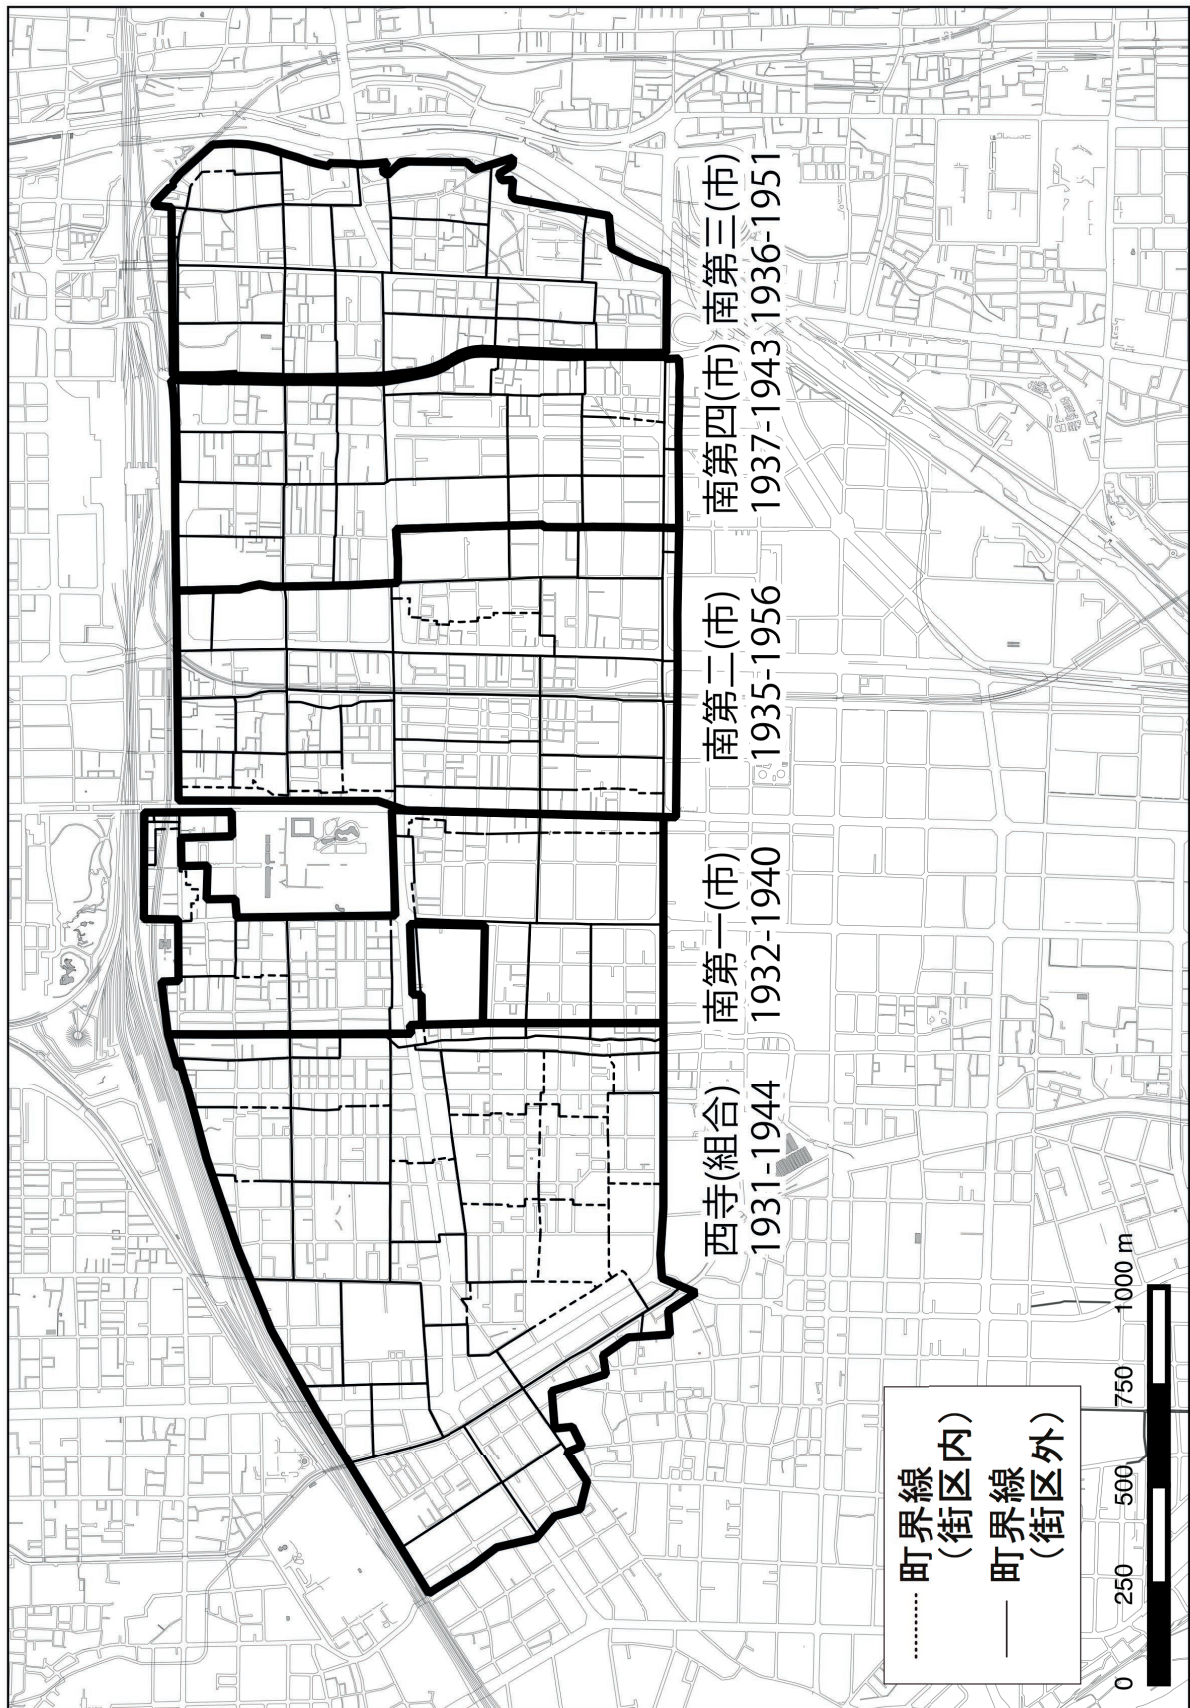 西寺(組合)
1931-1944
南第一(市)
1932-1940
南第二(市)
1935-1956
南第四(市)
1937-1943
南第三(市)
1936-1951
町界線
(街区内)
町界線
(街区外)
0 250 500 750 1000 m